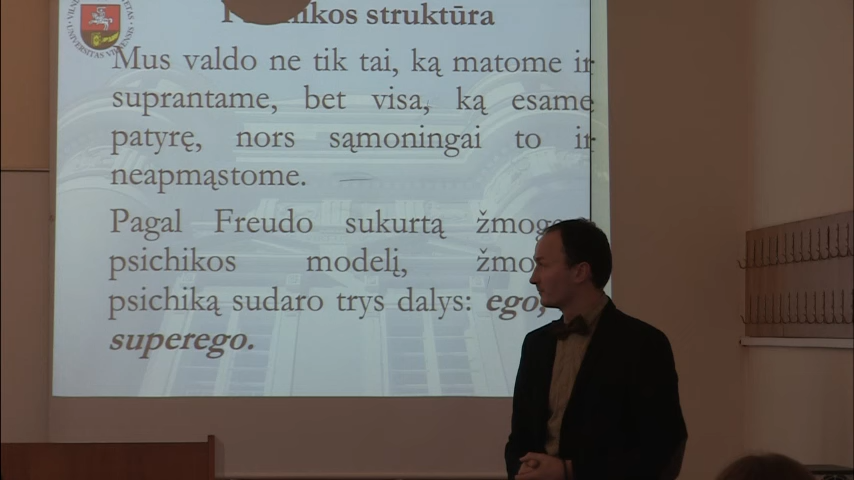 struktūra
Mus valdo ne tik tai, ką matome ir
suprantame, bet visa, ką esame
patyrę, nors sąmoningai to ir
neapmąstome.
Pagal Freudo sukurtą
psichikos modelį,
psichiką sudaro trys dalys: ego,
superego.